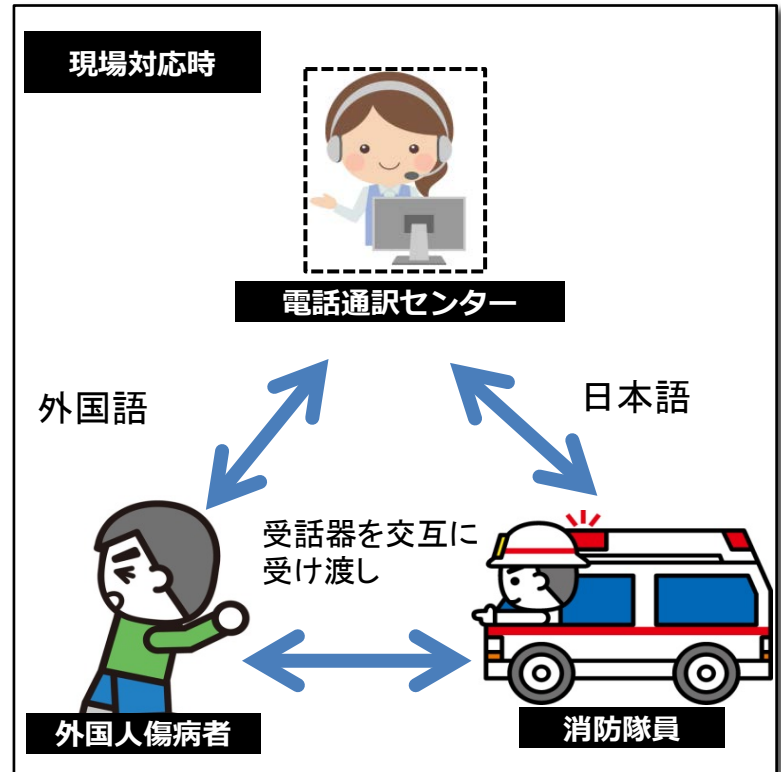 現場対応時
電話通訳センター
外国語
日本語
受話器を交互に
受け渡し
外国人傷病者
消防隊員